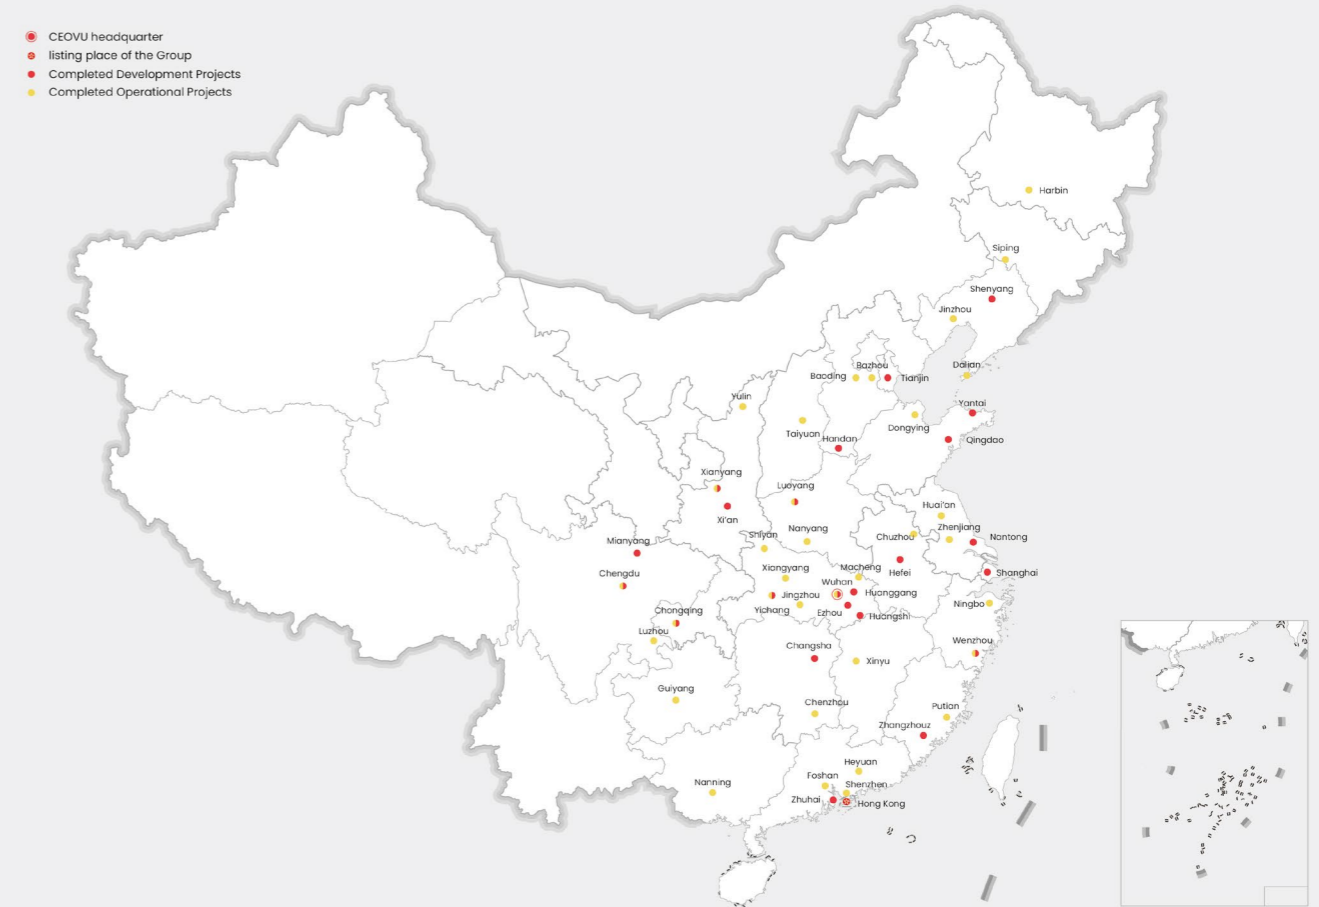 CEOVU headquarter
listing place of the Group
Completed Development Projects
Completed Operational Projects
Harbin
Siping
Shenyang
Jinzhou
Dalian
Bazhou
Baoding
Tianjin
Yulin
Yantai
Taiyuan
Dongying
Handan
Qingdao
Xianyang
Luoyang
Huai'an
Xi'an
Zhenjiang
Nanyang
Shiyan
Chuzhou
Nantong
Mianyang
Macheng
Xiangyang
Hefei
Shanghai
Chengdu
Wuhan
Huanggang
Jingzhou
Yichang
Ezhou
Huangshi
Ningbo
Chongqing
Luzhou
Changsha
Wenzhou
Xinyu
Guiyang
Chenzhou
Putian
Zhangzhouz
Heyuan
Foshan
Shenzhen
Nanning
Zhuhai
Hong Kong